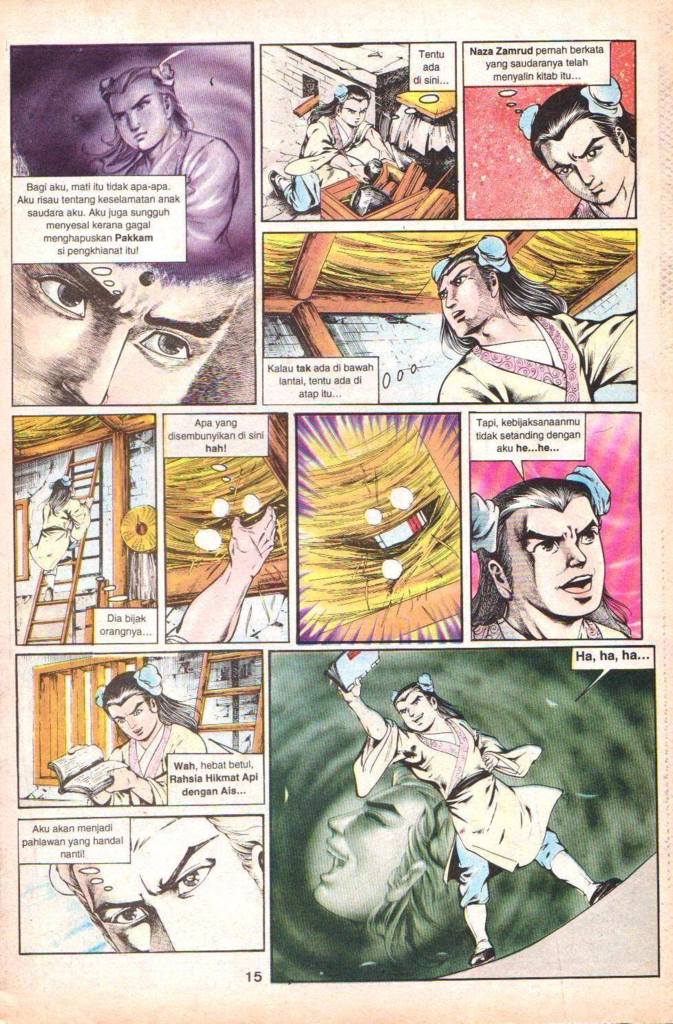 Bagi aku, mati itu tidak apa-apa.
Aku risau tentang keselamatan anak
saudara aku. Aku juga sungguh
menyesal kerana gagal
menghapuskan Pakkam
si pengkhianat itu!
Tentu
ada
di sini...
Naza Zamrud pernah berkata
yang saudaranya telah
menyalin kitab itu...
Kalau tak ada di bawah
lantai, tentu ada di
atap itu...
Dia bijak
orangnya...
Apa yang
disembunyikan di sini
hah!
Tapi, kebijaksanaanmu
tidak setanding dengan
aku he...he...
Wah, hebat betul,
Rahsia Hikmat Api
dengan Ais...
Aku akan menjadi
pahlawan yang handal
nanti!
Ha, ha, ha...
15